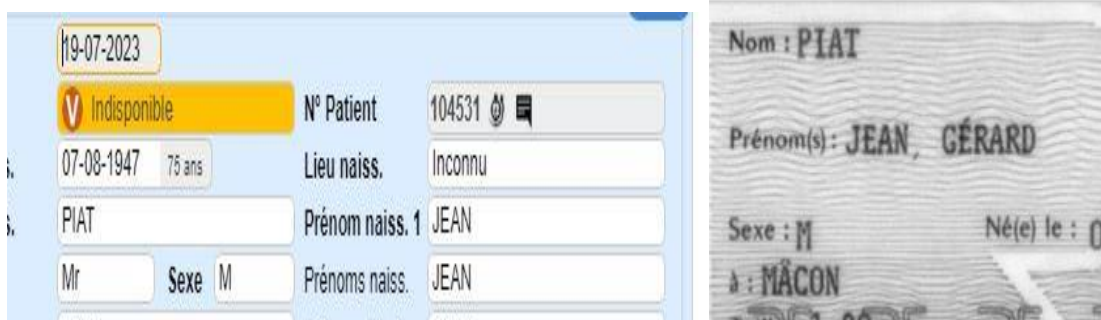 19-07-2023
V Indisponible N° Patient 104531
07-08-1947 75 ans Lieu naiss. Inconnu
PIAT Prénom naiss. 1 JEAN
Mr Sexe M Prénoms naiss. JEAN
Nom : PIAT
Prénom(s) : JEAN, GÉRARD
Sexe : M Né(e) le : 0
à : MÂCON